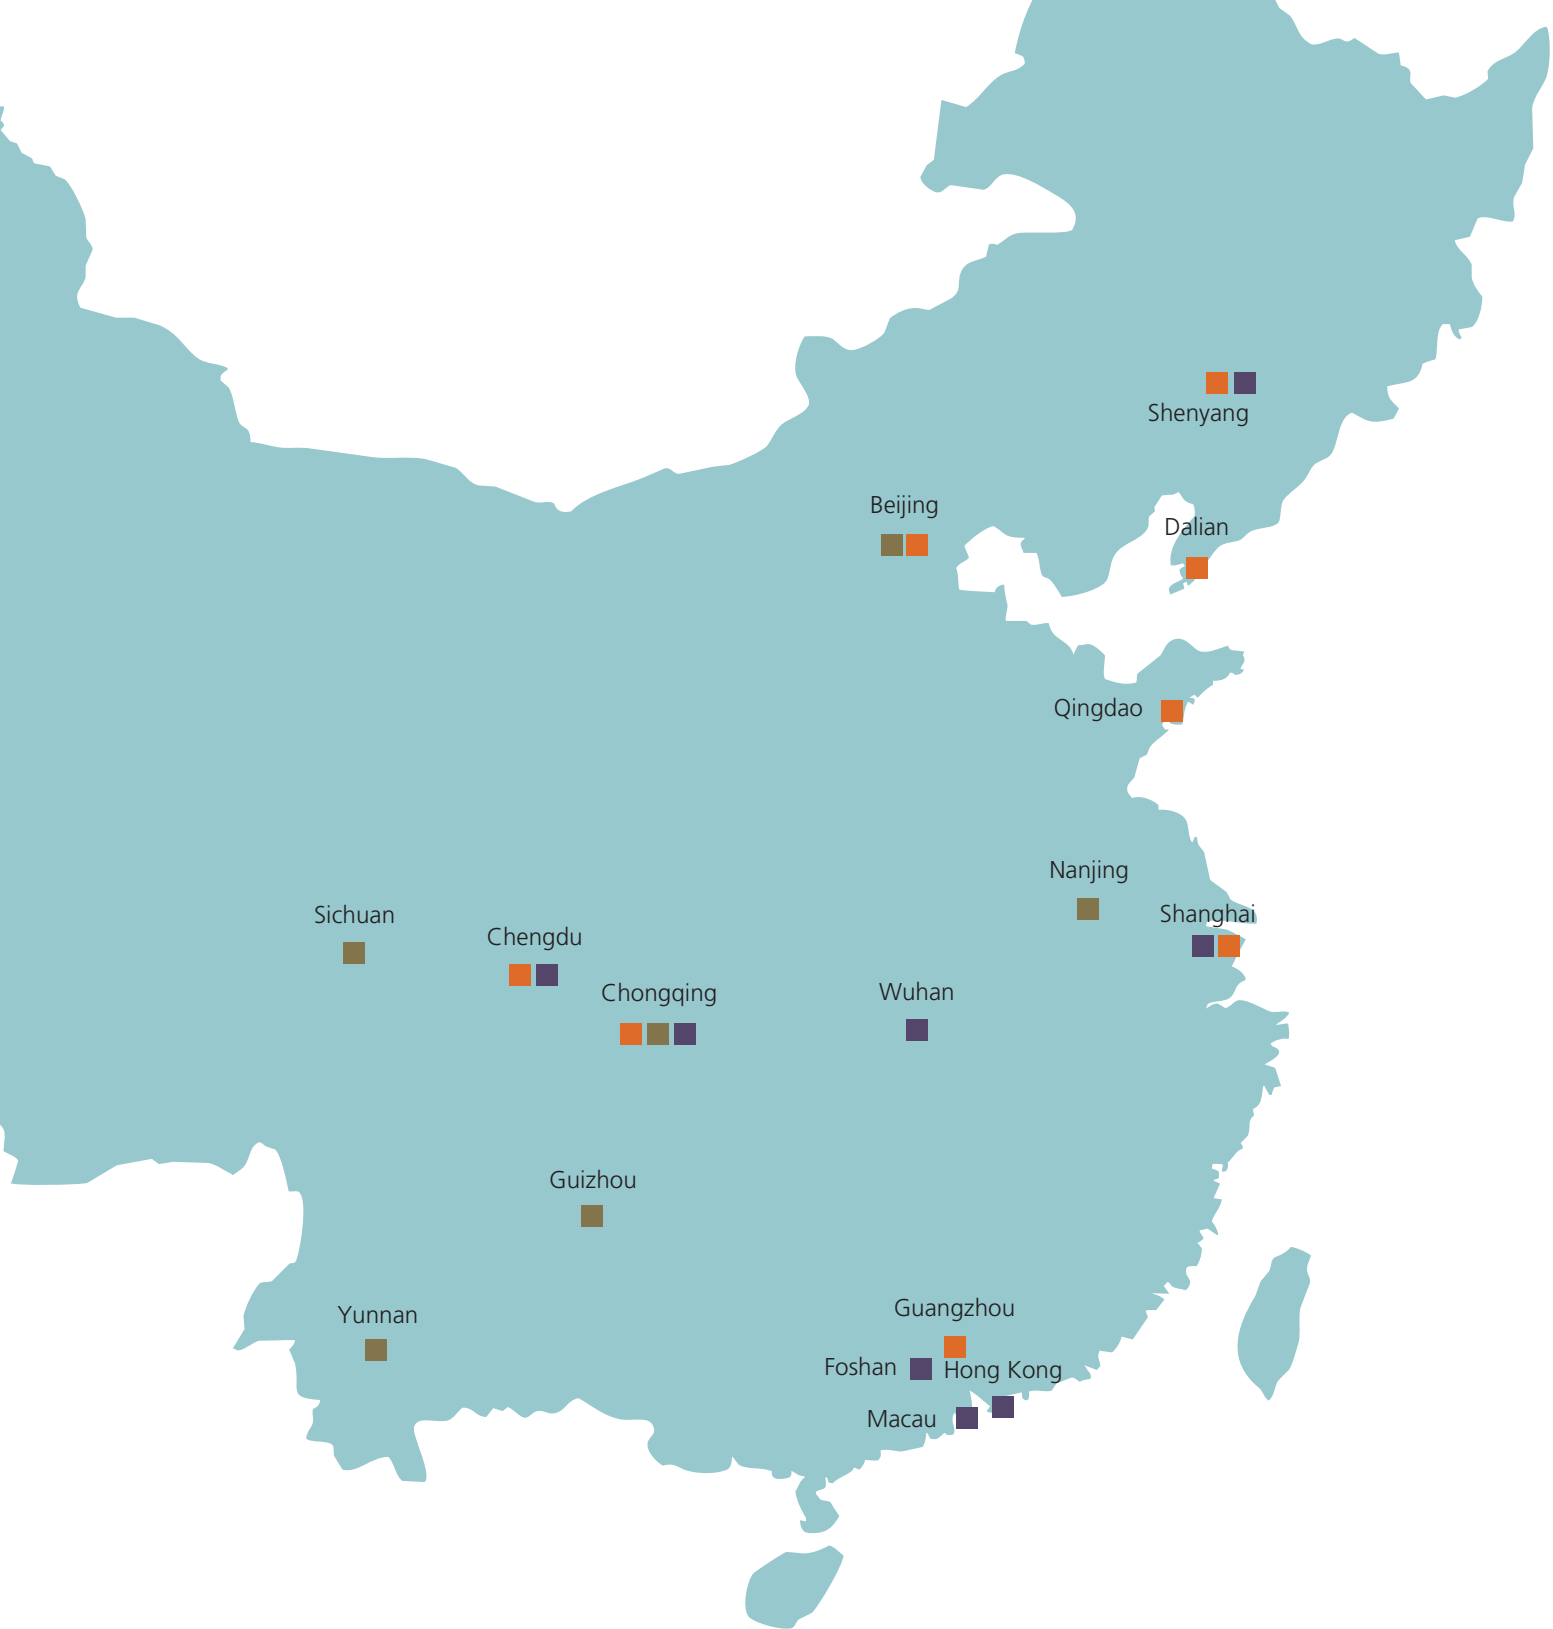 Shenyang
Beijing
Dalian
Qingdao
Nanjing
Sichuan
Shanghai
Chengdu
Chongqing
Wuhan
Guizhou
Yunnan
Guangzhou
Foshan
Hong Kong
Macau